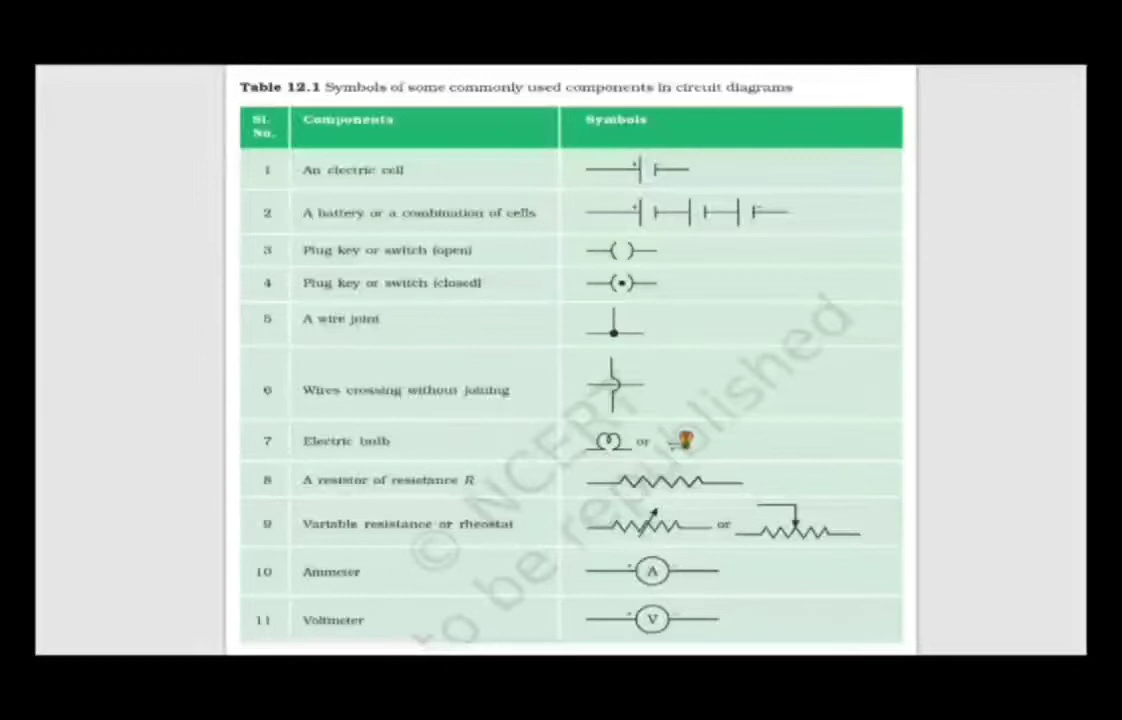 Table 12.1 Symbols of some commonly used components in circuit diagrams
Sl. No. Components Symbols
1 An electric cell
2 A battery or a combination of cells
3 Plug key or switch (open)
4 Plug key or switch (closed)
5 A wire joint
6 Wires crossing without joining
7 Electric bulb or
8 A resistor of resistance R
9 Variable resistance or rheostat or
10 Ammeter A
11 Voltmeter V
© NCERT
to be republished